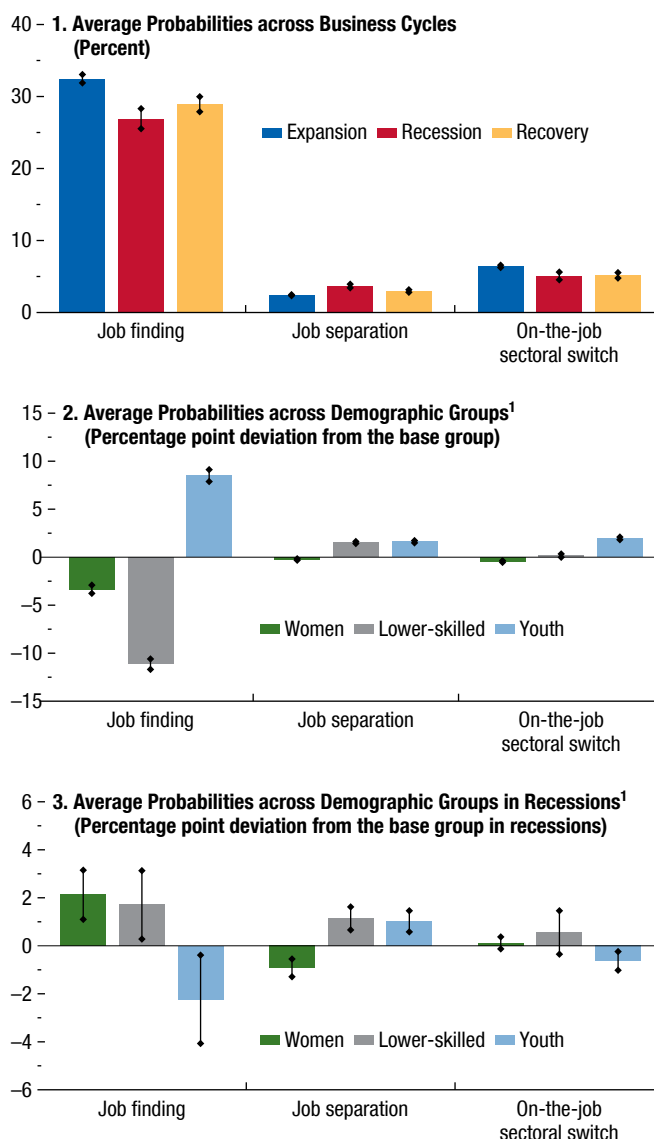 1. Average Probabilities across Business Cycles
(Percent)
40
30
20
10
0
Expansion Recession Recovery
Job finding Job separation On-the-job
sectoral switch
2. Average Probabilities across Demographic Groups¹
(Percentage point deviation from the base group)
15
10
5
0
–5
–10
–15
Women Lower-skilled Youth
Job finding Job separation On-the-job
sectoral switch
3. Average Probabilities across Demographic Groups in Recessions¹
(Percentage point deviation from the base group in recessions)
6
4
2
0
–2
–4
–6
Women Lower-skilled Youth
Job finding Job separation On-the-job
sectoral switch